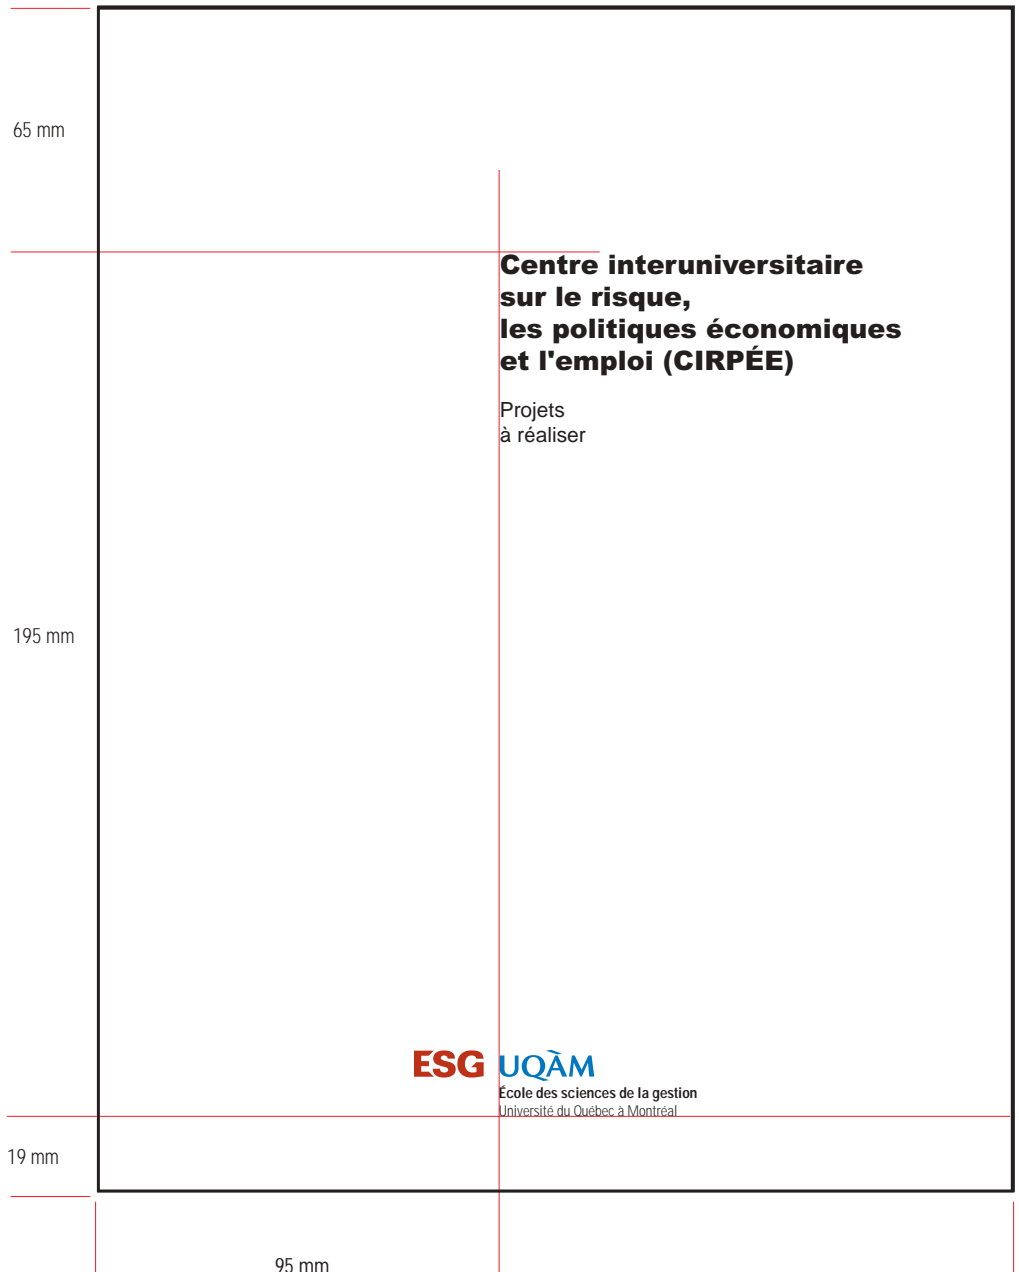 65 mm
Centre interuniversitaire
sur le risque,
les politiques économiques
et l'emploi (CIRPÉE)
Projets
à réaliser
195 mm
ESG UQÀM
École des sciences de la gestion
Université du Québec à Montréal
19 mm
95 mm